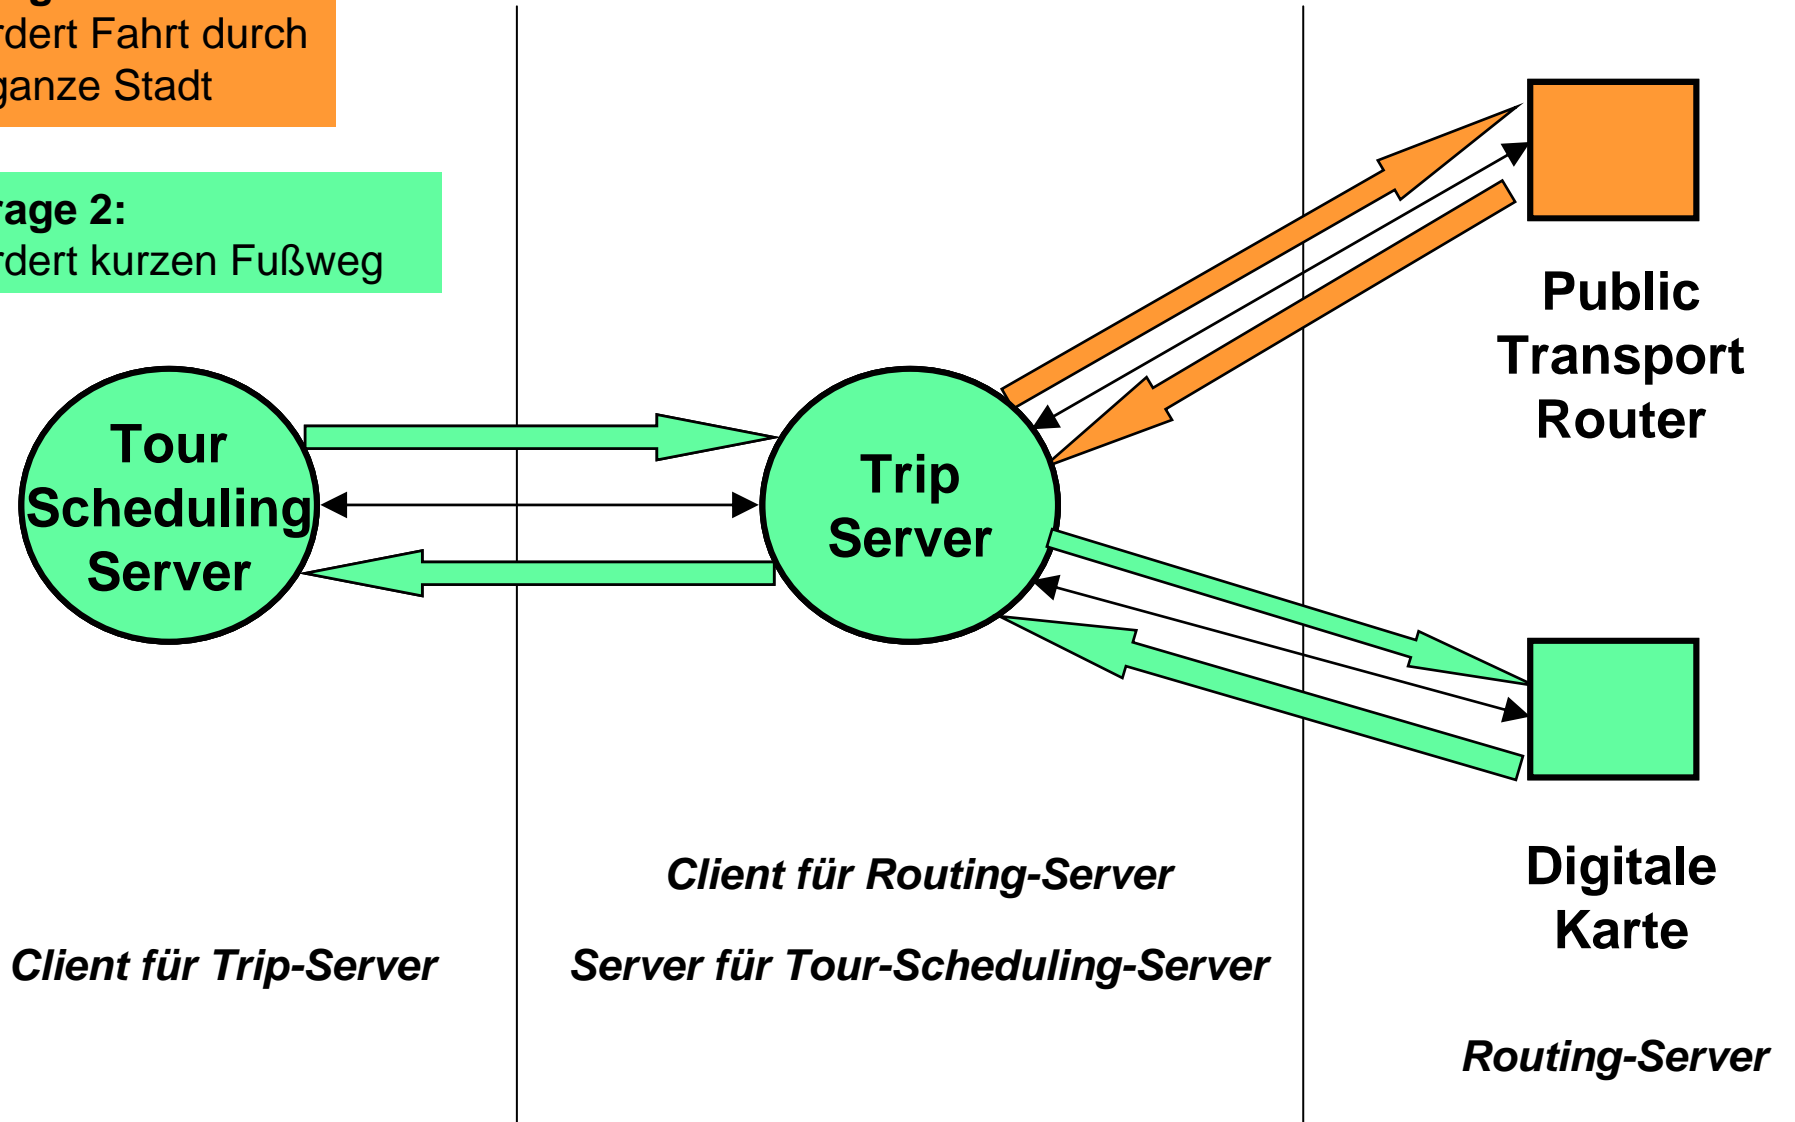 rdert Fahrt durch
ganze Stadt
rage 2:
rdert kurzen Fußweg
Tour
Scheduling
Server
Trip
Server
Public
Transport
Router
Digitale
Karte
Client für Routing-Server
Client für Trip-Server
Server für Tour-Scheduling-Server
Routing-Server